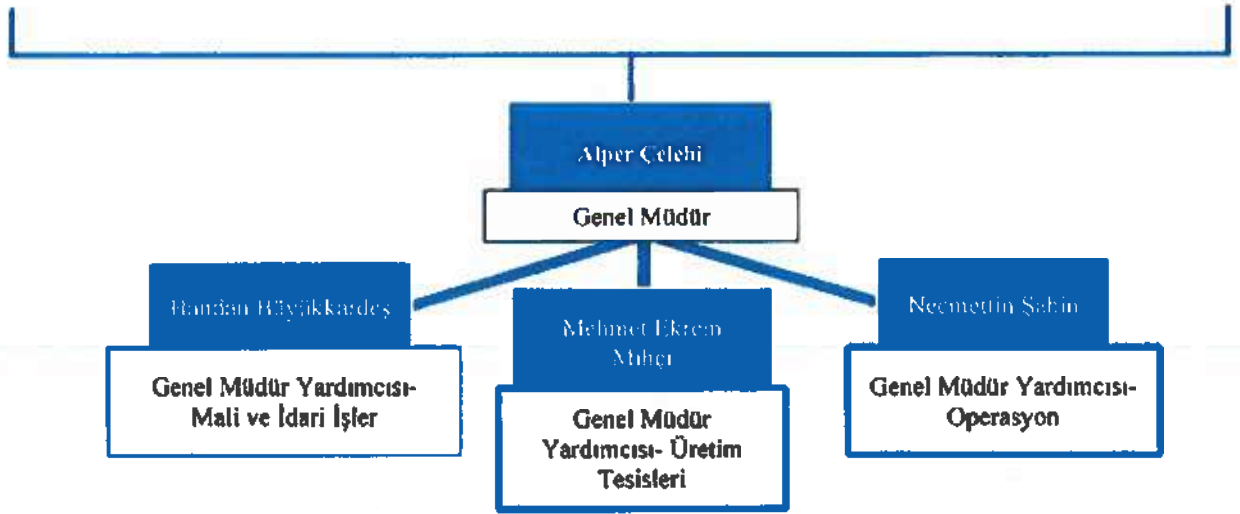 Alper Çelebi
Genel Müdür
Handan Büyükkardeş
Genel Müdür Yardımcısı-
Mali ve İdari İşler
Mehmet Ekrem
Mıhçı
Genel Müdür
Yardımcısı- Üretim
Tesisleri
Necmettin Şahin
Genel Müdür Yardımcısı-
Operasyon